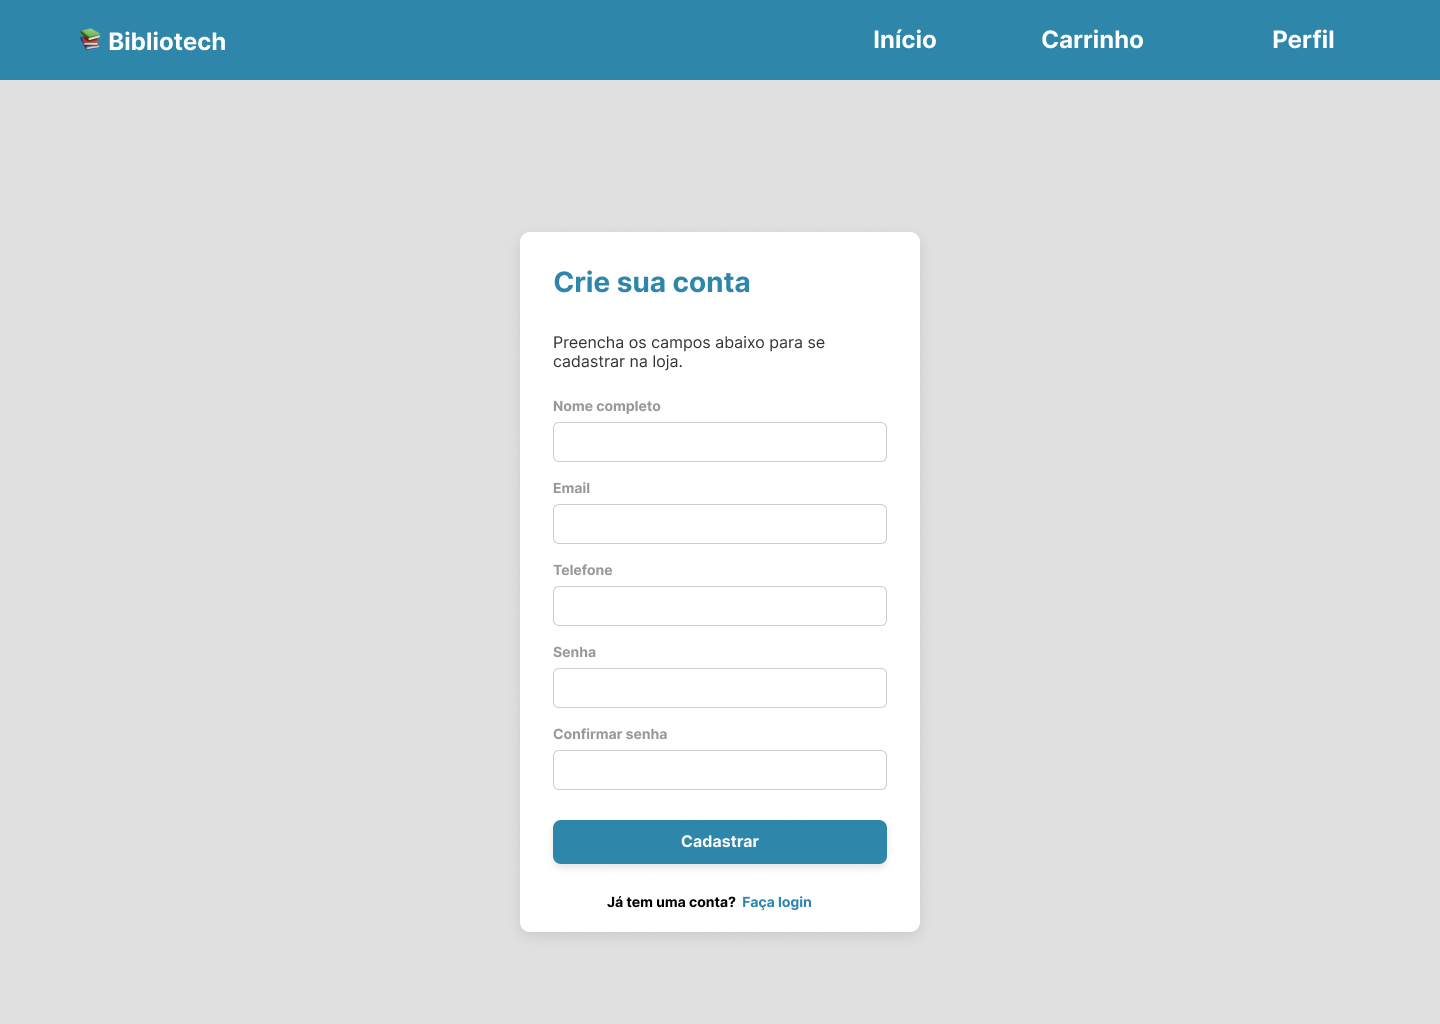 Bibliotech
Início
Carrinho
Perfil
Crie sua conta
Preencha os campos abaixo para se
cadastrar na loja.
Nome completo
Email
Telefone
Senha
Confirmar senha
Cadastrar
Já tem uma conta? Faça login